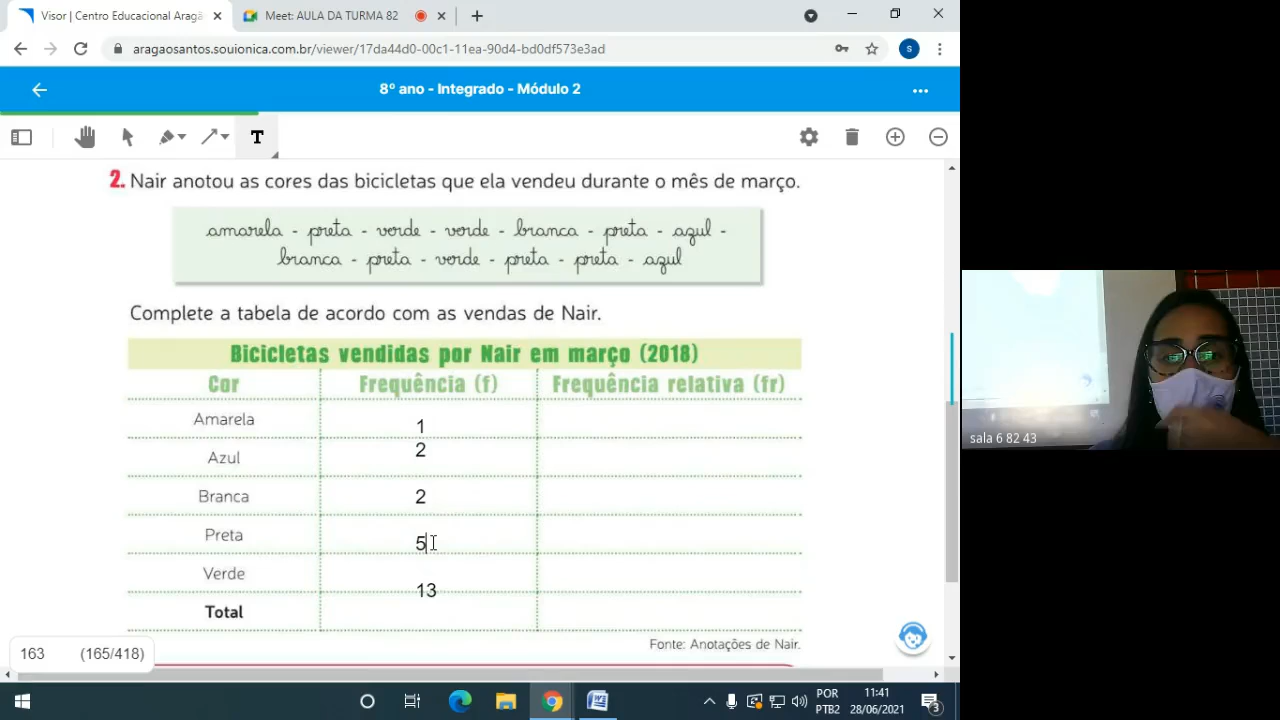 Visor | Centro Educacional Aragã
Meet: AULA DA TURMA 82
aragaosantos.souionica.com.br/viewer/17da44d0-00c1-11ea-90d4-bd0df573e3ad
s
8º ano - Integrado - Módulo 2
T
2. Nair anotou as cores das bicicletas que ela vendeu durante o mês de março.
amarela - preta - verde - verde - branca - preta - azul -
branca - preta - verde - preta - preta - azul
Complete a tabela de acordo com as vendas de Nair.
Bicicletas vendidas por Nair em março (2018)
Cor Frequência (f) Frequência relativa (fr)
Amarela 1
Azul 2
Branca 2
Preta 5
Verde 13
Total
Fonte: Anotações de Nair.
163 (165/418)
sala 6 82 43
POR 11:41
PTB2 28/06/2021
3